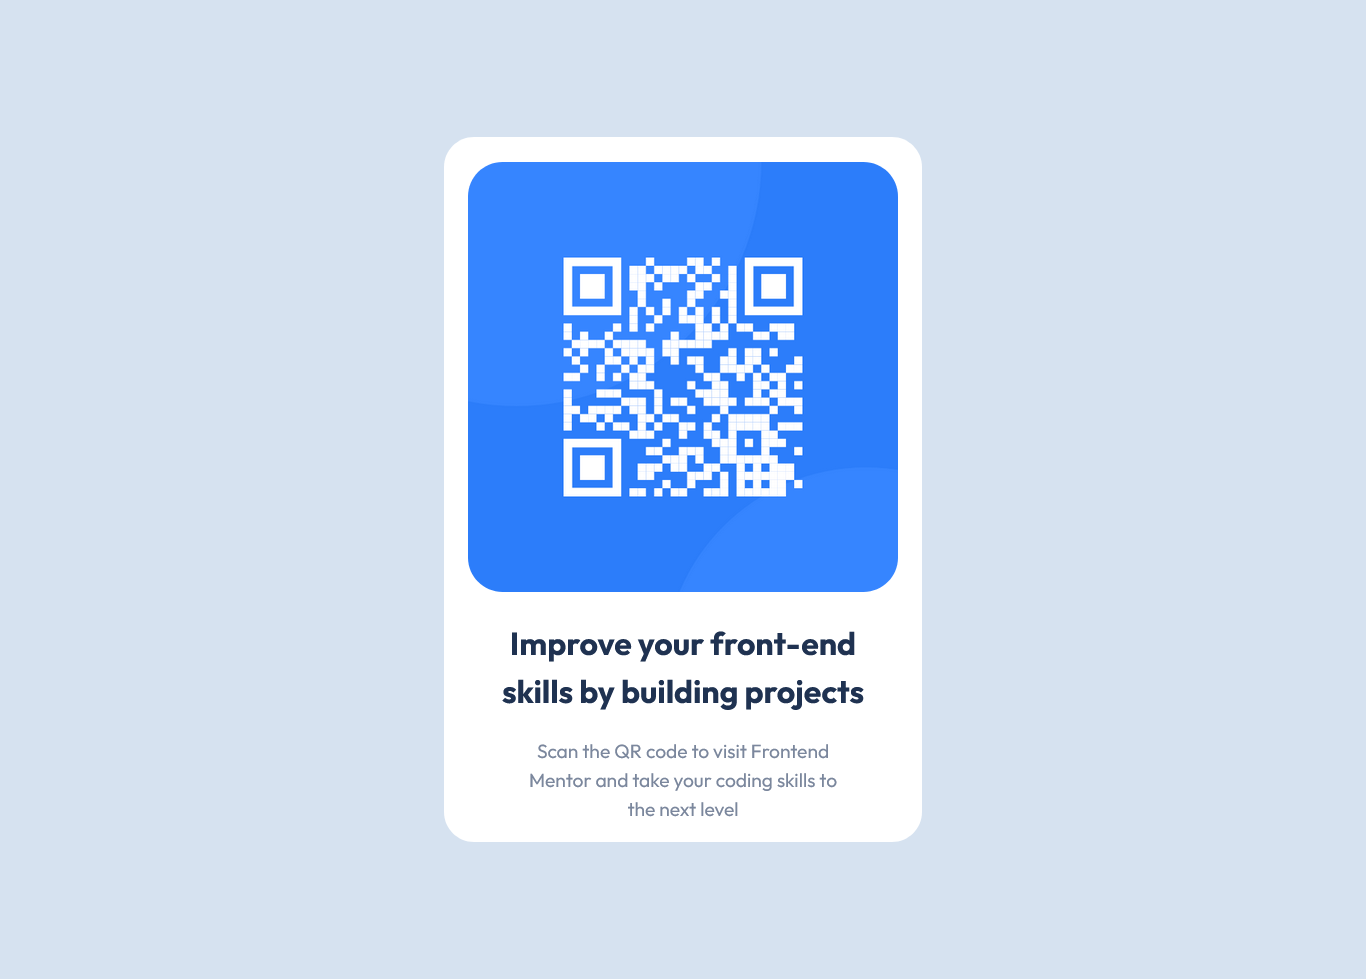 Improve your front-end
skills by building projects
Scan the QR code to visit Frontend
Mentor and take your coding skills to
the next level